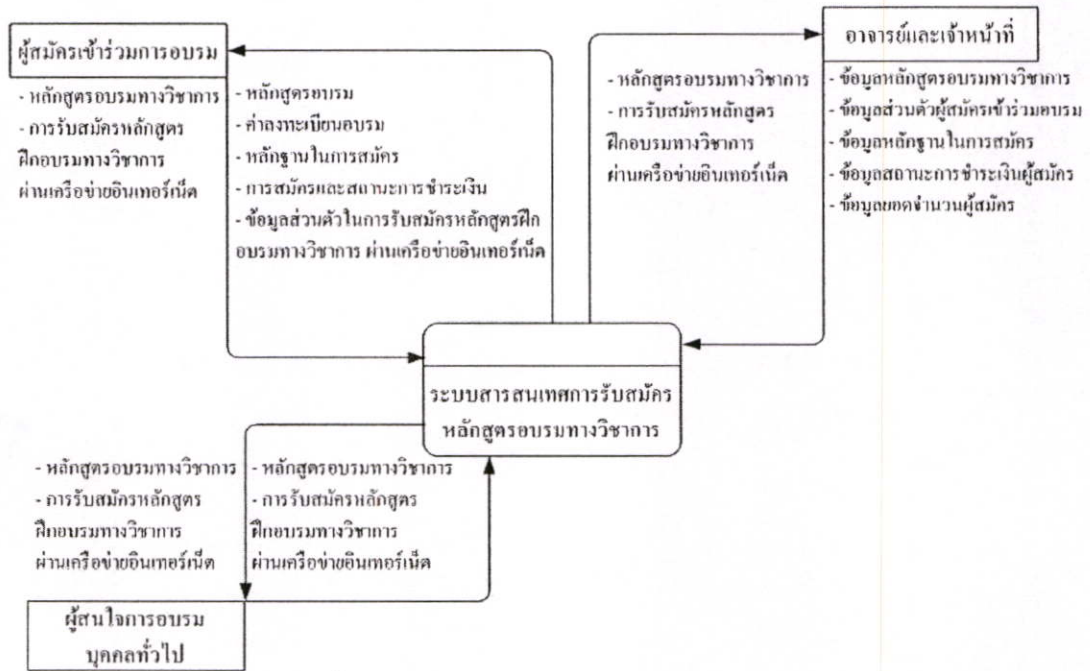 ผู้สมัครเข้าร่วมการอบรม
- หลักสูตรอบรมทางวิชาการ
- การรับสมัครหลักสูตร
ฝึกอบรมทางวิชาการ
ผ่านเครือข่ายอินเทอร์เน็ต
- หลักสูตรอบรม
- ค่าลงทะเบียนอบรม
- หลักฐานในการสมัคร
- การสมัครและสถานะการชำระเงิน
- ข้อมูลส่วนตัวในการรับสมัครหลักสูตรฝึก
อบรมทางวิชาการ ผ่านเครือข่ายอินเทอร์เน็ต
- หลักสูตรอบรมทางวิชาการ
- การรับสมัครหลักสูตร
ฝึกอบรมทางวิชาการ
ผ่านเครือข่ายอินเทอร์เน็ต
อาจารย์และเจ้าหน้าที่
- ข้อมูลหลักสูตรอบรมทางวิชาการ
- ข้อมูลส่วนตัวผู้สมัครเข้าร่วมอบรม
- ข้อมูลหลักฐานในการสมัคร
- ข้อมูลสถานะการชำระเงินผู้สมัคร
- ข้อมูลยอดจำนวนผู้สมัคร
ระบบสารสนเทศการรับสมัคร
หลักสูตรอบรมทางวิชาการ
- หลักสูตรอบรมทางวิชาการ
- การรับสมัครหลักสูตร
ฝึกอบรมทางวิชาการ
ผ่านเครือข่ายอินเทอร์เน็ต
- หลักสูตรอบรมทางวิชาการ
- การรับสมัครหลักสูตร
ฝึกอบรมทางวิชาการ
ผ่านเครือข่ายอินเทอร์เน็ต
ผู้สนใจการอบรม
บุคคลทั่วไป